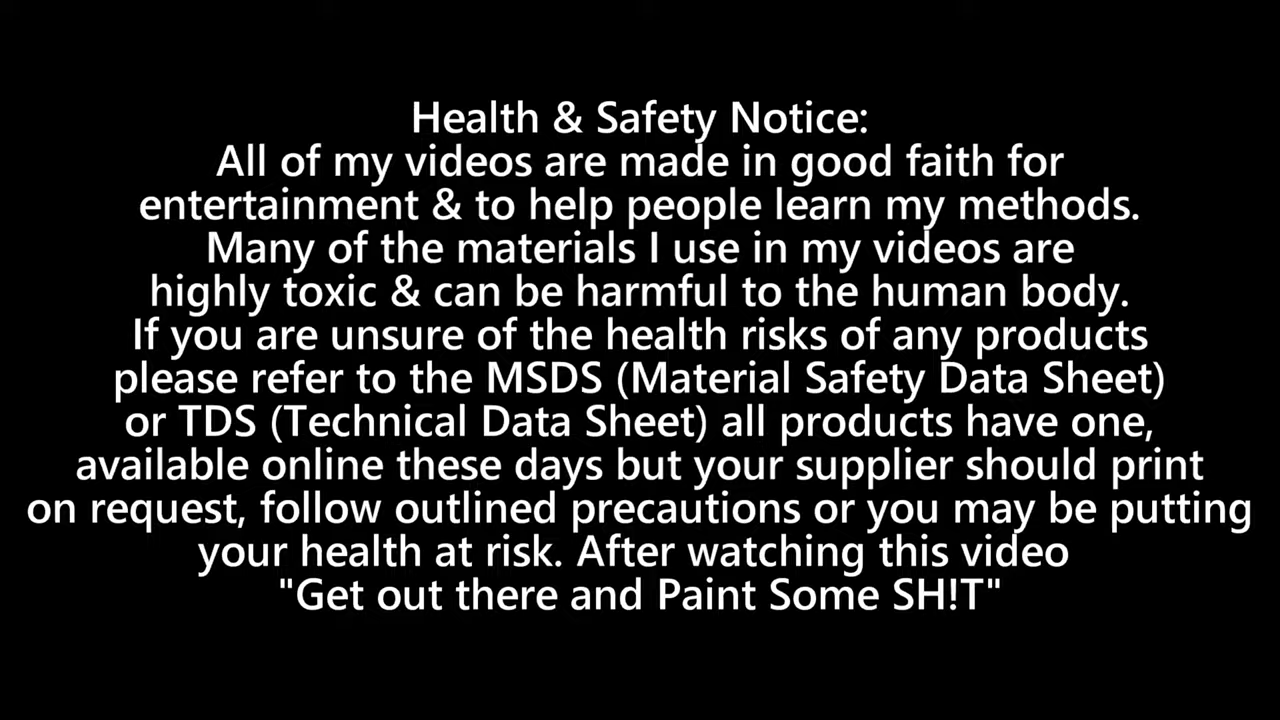 Health & Safety Notice:
All of my videos are made in good faith for
entertainment & to help people learn my methods.
Many of the materials I use in my videos are
highly toxic & can be harmful to the human body.
If you are unsure of the health risks of any products
please refer to the MSDS (Material Safety Data Sheet)
or TDS (Technical Data Sheet) all products have one,
available online these days but your supplier should print
on request, follow outlined precautions or you may be putting
your health at risk. After watching this video
"Get out there and Paint Some SH!T"